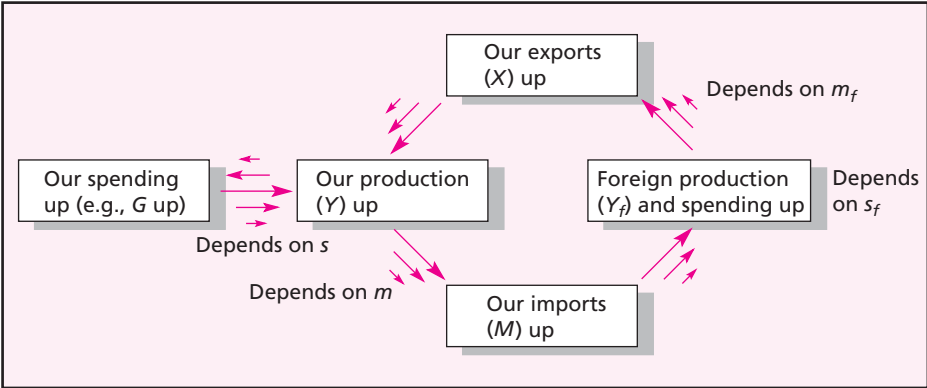 Our exports
(X) up
Depends on m_f
Our spending
up (e.g., G up)
Our production
(Y) up
Foreign production
(Y_f) and spending up
Depends
on s_f
Depends on s
Depends on m
Our imports
(M) up